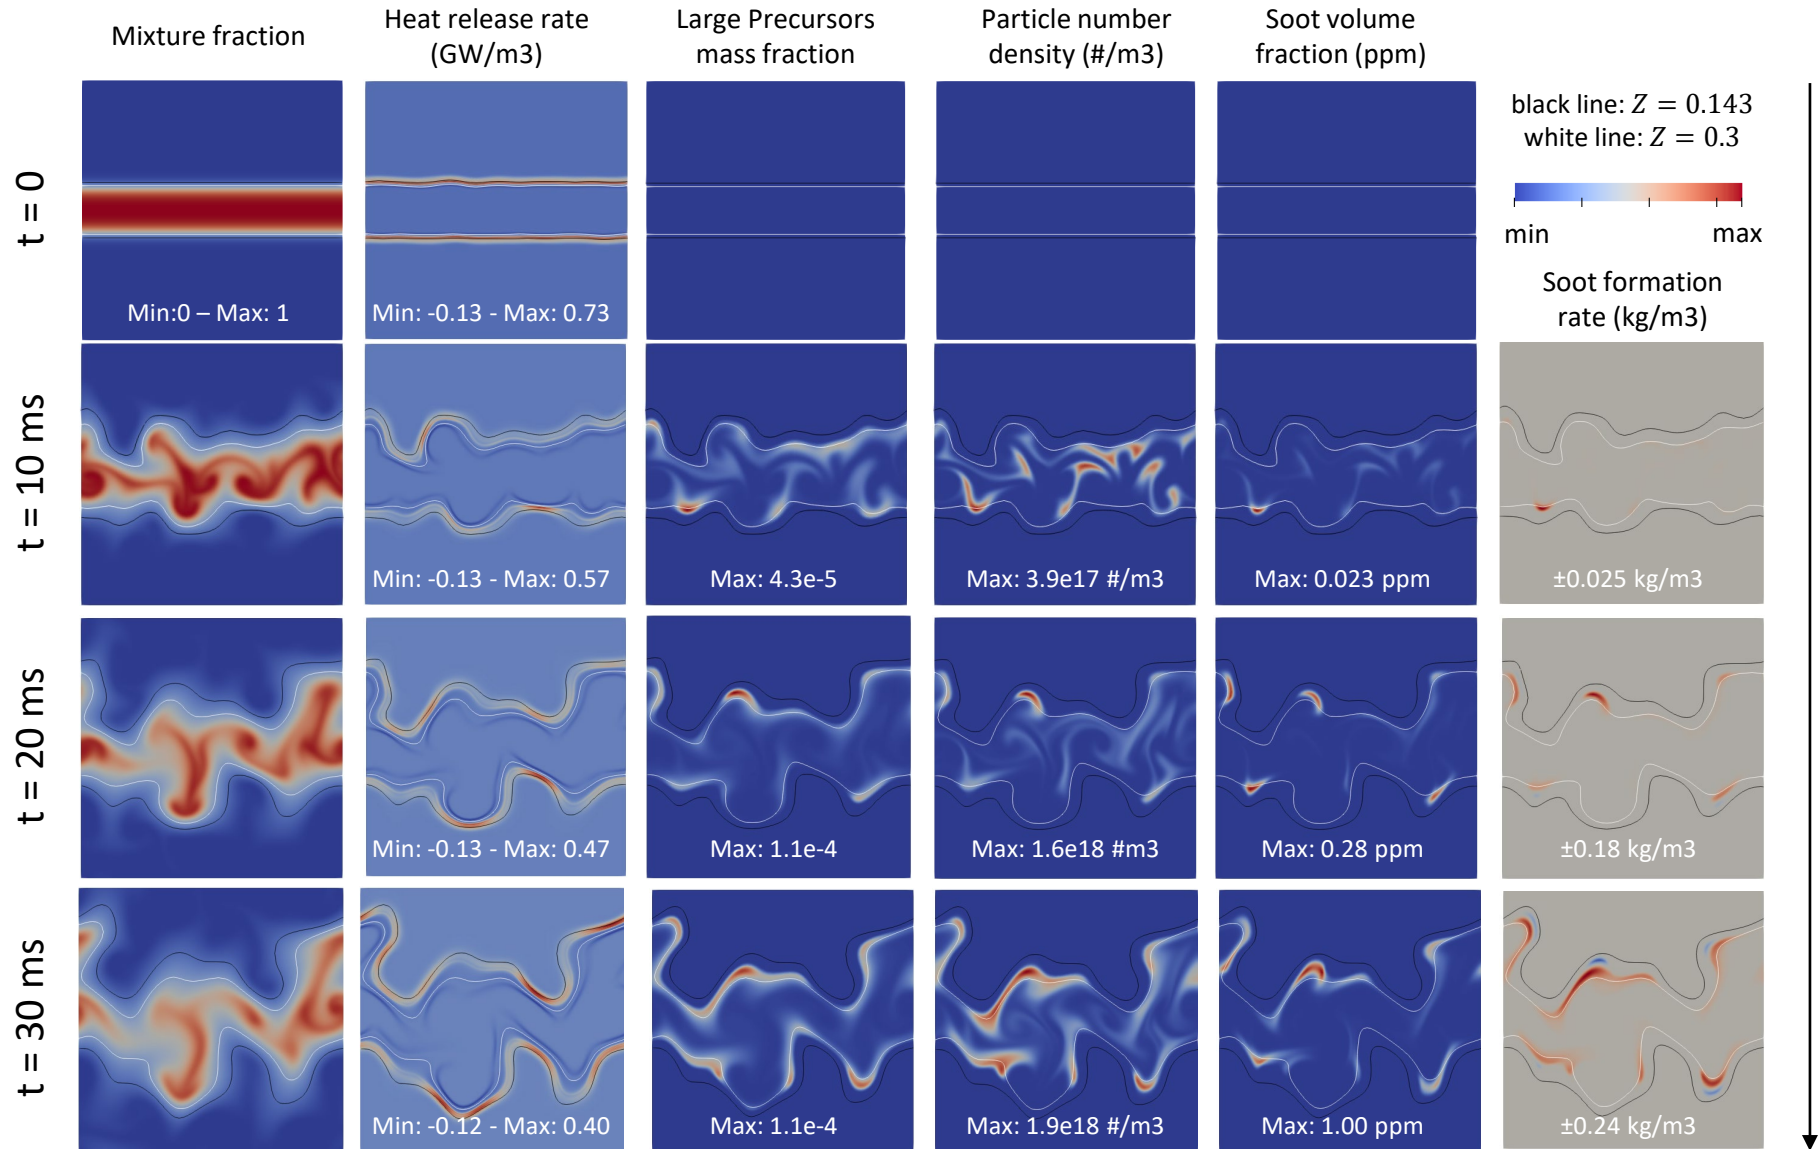 Mixture fraction
Heat release rate
(GW/m3)
Large Precursors
mass fraction
Particle number
density (#/m3)
Soot volume
fraction (ppm)
t = 0
Min:0 – Max: 1
Min: -0.13 - Max: 0.73
black line: Z = 0.143
white line: Z = 0.3
min max
Soot formation
rate (kg/m3)
t = 10 ms
Min: -0.13 - Max: 0.57
Max: 4.3e-5
Max: 3.9e17 #/m3
Max: 0.023 ppm
±0.025 kg/m3
t = 20 ms
Min: -0.13 - Max: 0.47
Max: 1.1e-4
Max: 1.6e18 #m3
Max: 0.28 ppm
±0.18 kg/m3
t = 30 ms
Min: -0.12 - Max: 0.40
Max: 1.1e-4
Max: 1.9e18 #/m3
Max: 1.00 ppm
±0.24 kg/m3